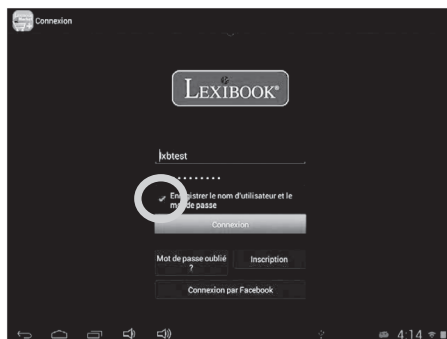 Connexion
LEXIBOOK®
lxbtest
Enregistrer le nom d'utilisateur et le
mot de passe
Connexion
Mot de passe oublié
?
Inscription
Connexion par Facebook
4:14